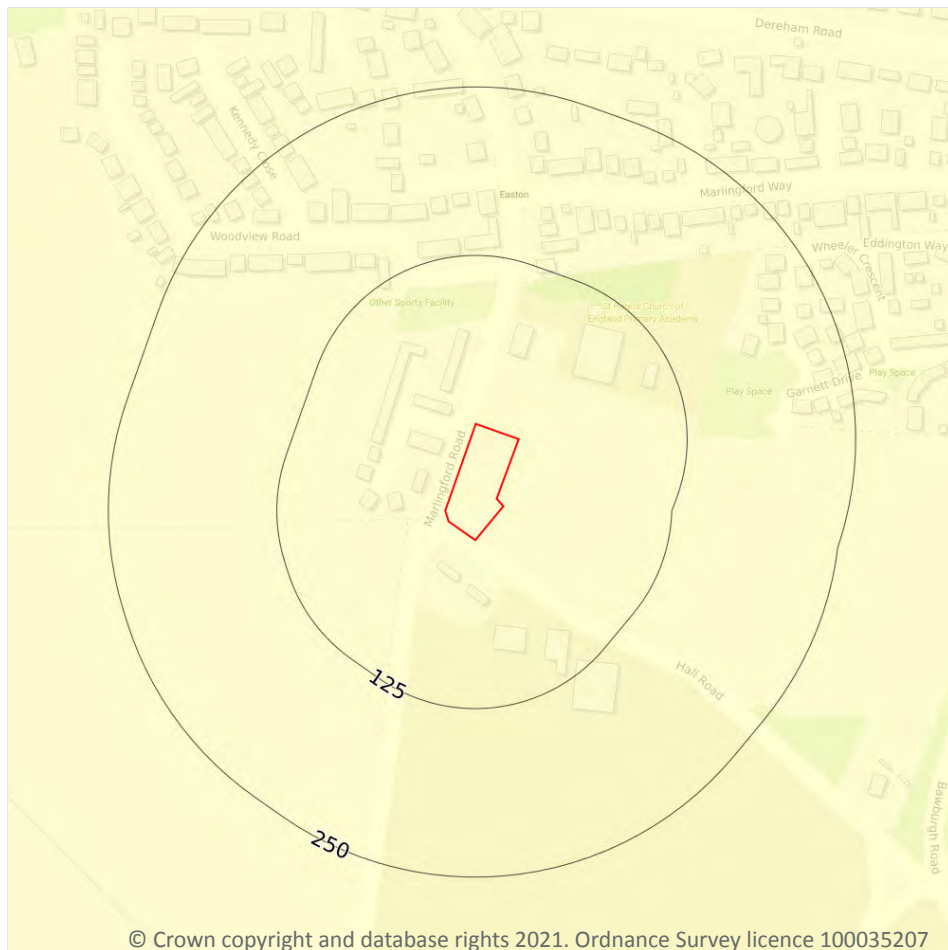 Dereham Road
Kennedy Close
Easton
Marlingford Way
Woodview Road
Wheeler Crescent
Eddington Way
Other Sports Facility
St Peters Church of
England Primary Academy
Play Space
Play Space
Garnett Drive
Marlingford Road
Hall Road
125
Bawburgh Road
250
© Crown copyright and database rights 2021. Ordnance Survey licence 100035207